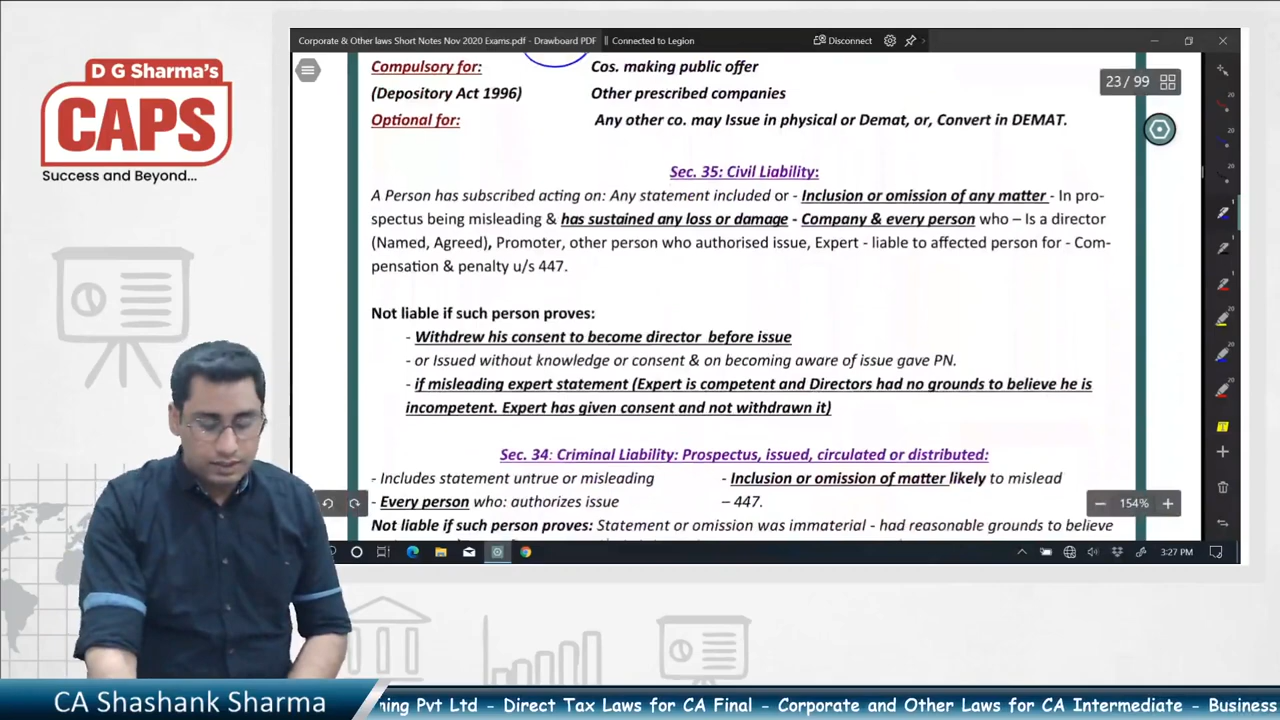 D G Sharma's
CAPS
Success and Beyond...
Corporate & Other laws Short Notes Nov 2020 Exams.pdf - Drawboard PDF
Connected to Legion
Disconnect
23 / 99
Compulsory for: Cos. making public offer
(Depository Act 1996) Other prescribed companies
Optional for: Any other co. may Issue in physical or Demat, or, Convert in DEMAT.
Sec. 35: Civil Liability:
A Person has subscribed acting on: Any statement included or - Inclusion or omission of any matter - In pro-
spectus being misleading & has sustained any loss or damage - Company & every person who – Is a director
(Named, Agreed), Promoter, other person who authorised issue, Expert - liable to affected person for - Com-
pensation & penalty u/s 447.
Not liable if such person proves:
- Withdrew his consent to become director before issue
- or Issued without knowledge or consent & on becoming aware of issue gave PN.
- if misleading expert statement (Expert is competent and Directors had no grounds to believe he is
incompetent. Expert has given consent and not withdrawn it)
Sec. 34: Criminal Liability: Prospectus, issued, circulated or distributed:
- Includes statement untrue or misleading - Inclusion or omission of matter likely to mislead
- Every person who: authorizes issue – 447.
Not liable if such person proves: Statement or omission was immaterial - had reasonable grounds to believe
154%
3:27 PM
CA Shashank Sharma
ning Pvt Ltd - Direct Tax Laws for CA Final - Corporate and Other Laws for CA Intermediate - Business